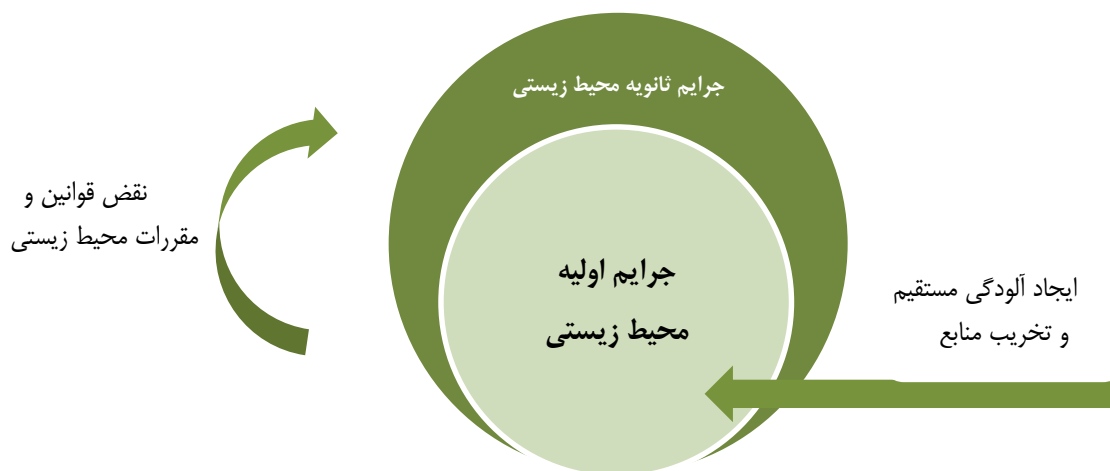 جرایم ثانویه محیط زیستی
جرایم اولیه
محیط زیستی
ایجاد آلودگی مستقیم
و تخریب منابع
نقض قوانین و
مقررات محیط زیستی